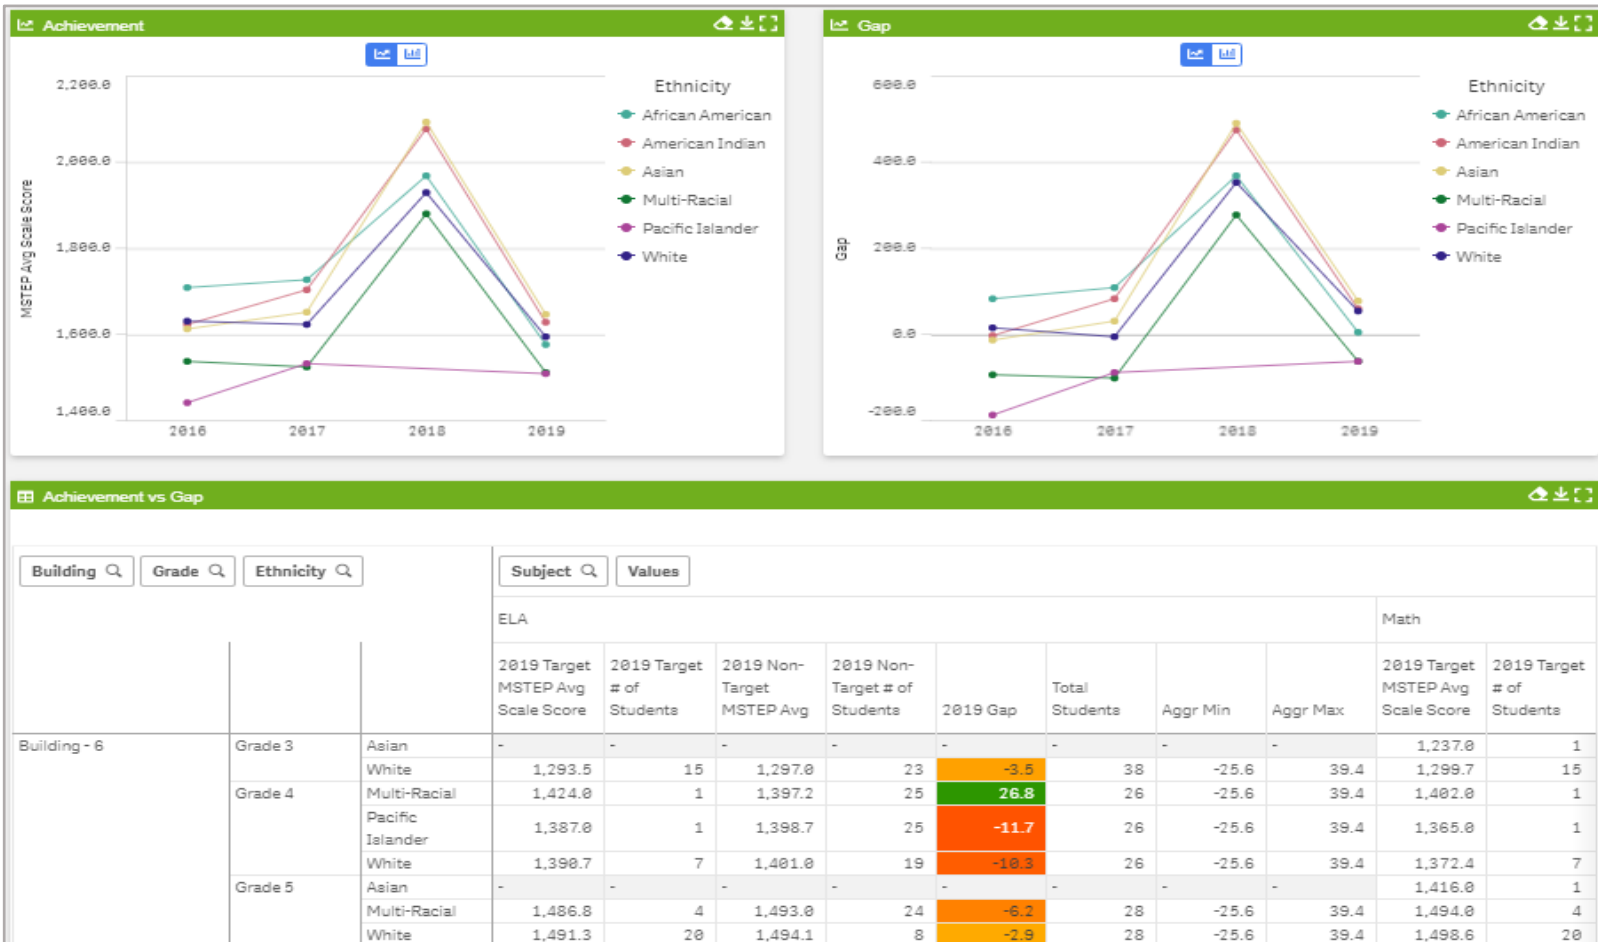 Achievement
2,200.0
2,000.0
1,800.0
1,600.0
1,400.0
MSTEP Avg Scale Score
2016 2017 2018 2019
Ethnicity
African American
American Indian
Asian
Multi-Racial
Pacific Islander
White
Gap
600.0
400.0
200.0
0.0
-200.0
Gap
2016 2017 2018 2019
Ethnicity
African American
American Indian
Asian
Multi-Racial
Pacific Islander
White
Achievement vs Gap
Building Grade Ethnicity Subject Values
ELA Math
2019 Target 2019 Target 2019 Non- 2019 Non- 2019 Target 2019 Target
MSTEP Avg # of Target Target # of Total MSTEP Avg # of
Scale Score Students MSTEP Avg Students 2019 Gap Students Aggr Min Aggr Max Scale Score Students
Building - 6 Grade 3 Asian - - - - - - - - 1,237.0 1
White 1,293.5 15 1,297.0 23 -3.5 38 -25.6 39.4 1,299.7 15
Grade 4 Multi-Racial 1,424.0 1 1,397.2 25 26.8 26 -25.6 39.4 1,402.0 1
Pacific
Islander 1,387.0 1 1,398.7 25 -11.7 26 -25.6 39.4 1,365.0 1
White 1,390.7 7 1,401.0 19 -10.3 26 -25.6 39.4 1,372.4 7
Grade 5 Asian - - - - - - - - 1,416.0 1
Multi-Racial 1,486.8 4 1,493.0 24 -6.2 28 -25.6 39.4 1,494.0 4
White 1,491.3 20 1,494.1 8 -2.9 28 -25.6 39.4 1,498.6 20